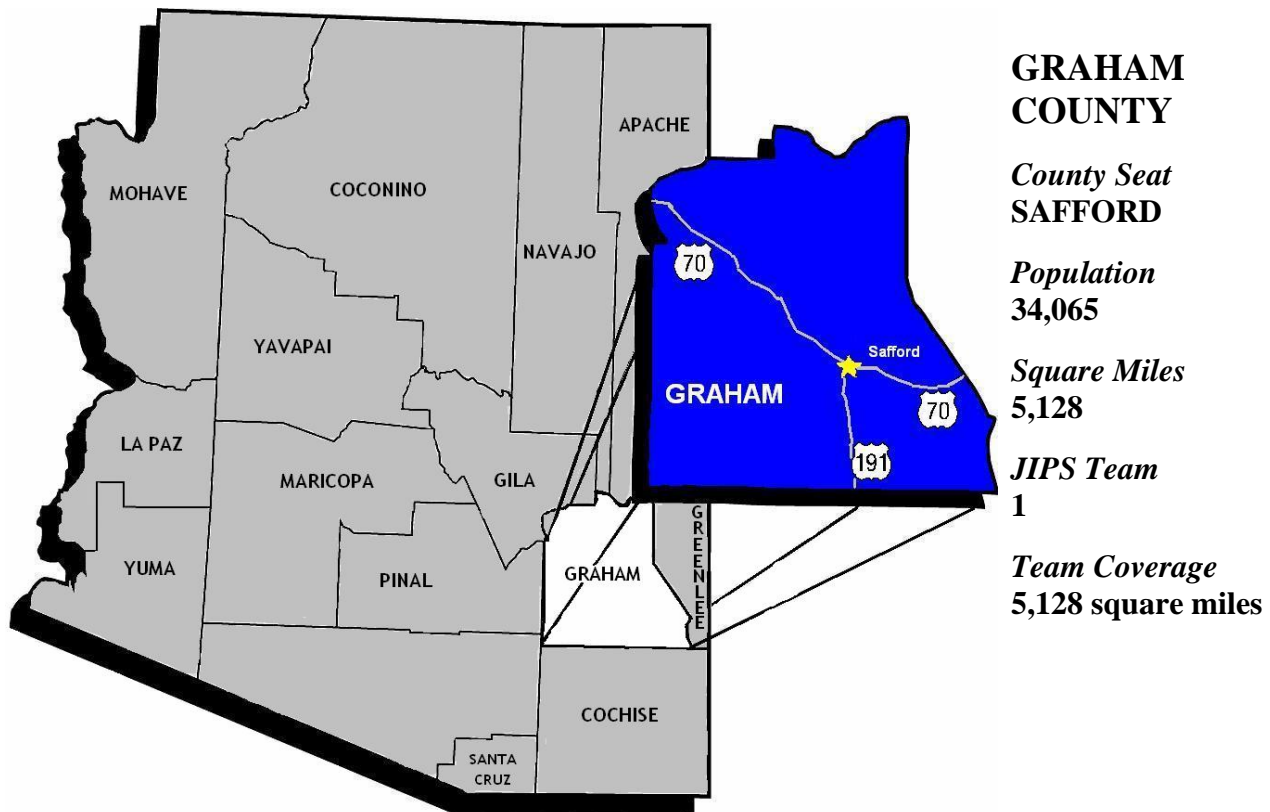 GRAHAM
COUNTY
County Seat
SAFFORD
Population
34,065
Square Miles
5,128
JIPS Team
1
Team Coverage
5,128 square miles
APACHE
MOHAVE
COCONINO
NAVAJO
70
YAVAPAI
Safford
GRAHAM
70
LA PAZ
191
MARICOPA
GILA
GREENLEE
YUMA
PINAL
GRAHAM
COCHISE
SANTA
CRUZ